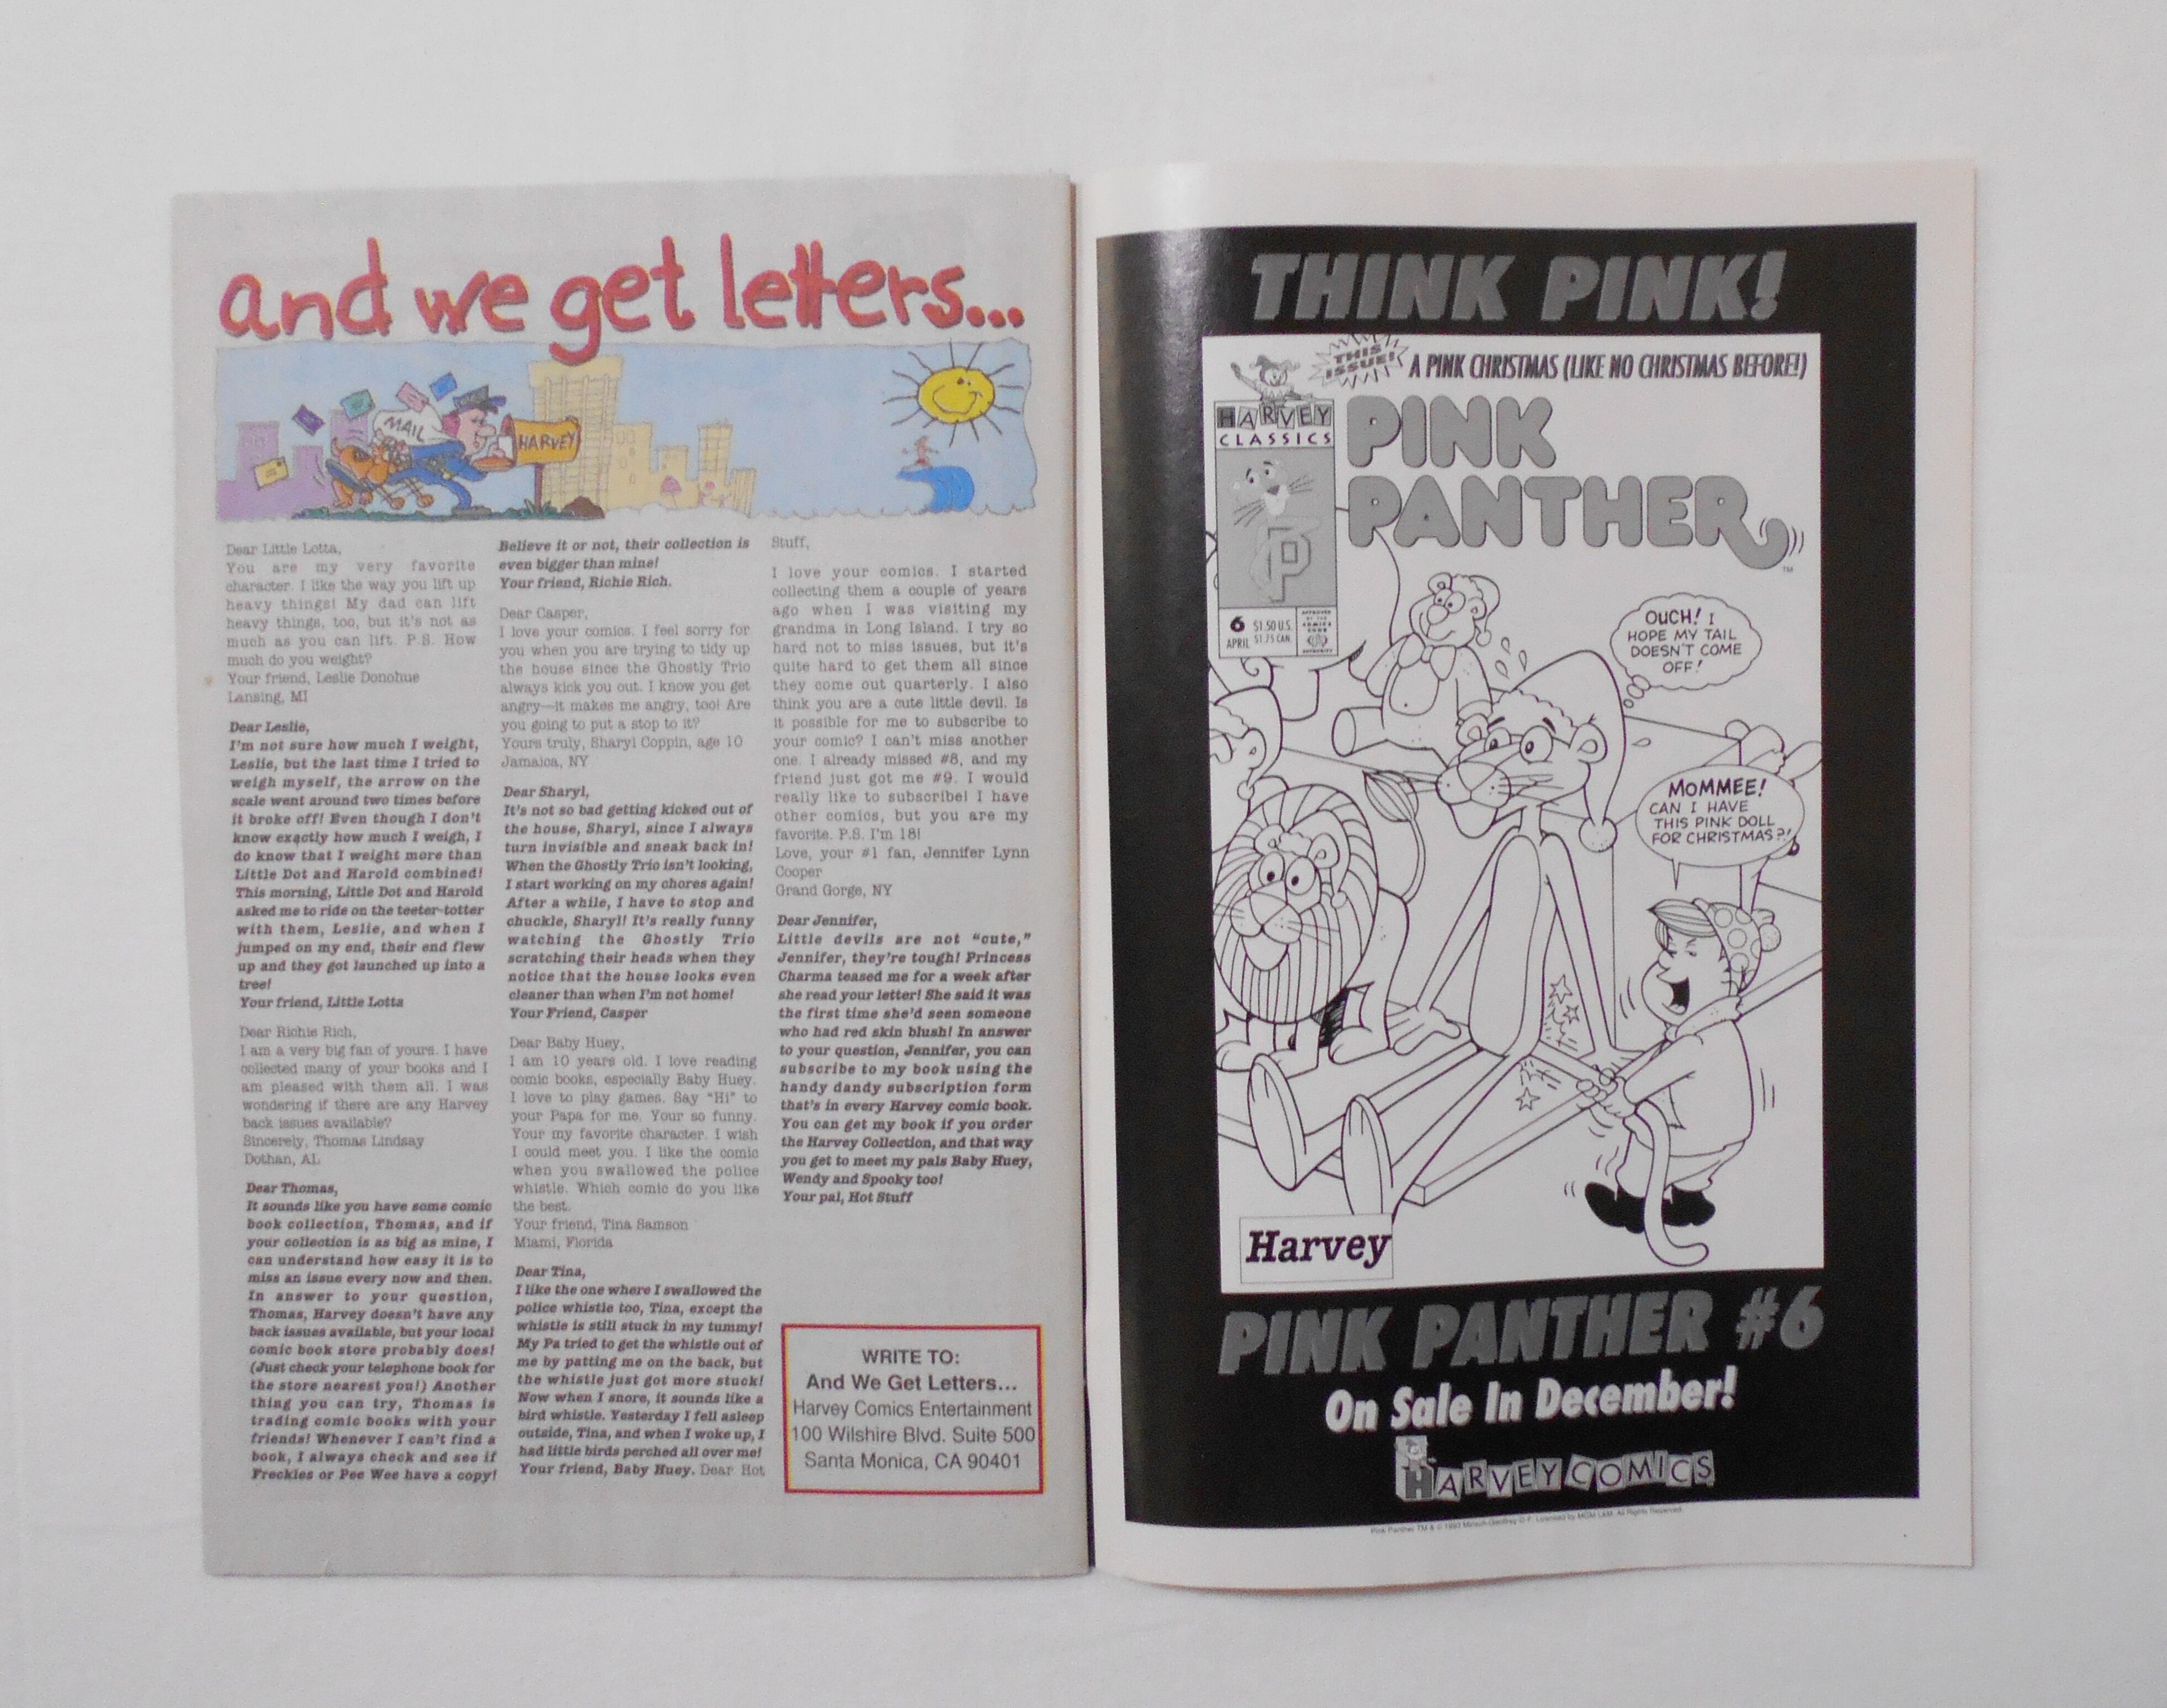 and we get letters...
MAIL
HARVEY
Dear Little Lotta,
You are my very favorite
character. I like the way you lift up
heavy things! My dad can lift
heavy things, too, but it's not as
much as you can lift. P.S. How
much do you weight?
Your friend, Leslie Donohue
Lansing, MI
Dear Leslie,
I'm not sure how much I weight,
Leslie, but the last time I tried to
weigh myself, the arrow on the
scale went around two times before
it broke off! Even though I don't
know exactly how much I weigh, I
do know that I weight more than
Little Dot and Harold combined!
This morning, Little Dot and Harold
asked me to ride on the teeter-totter
with them, Leslie, and when I
jumped on my end, their end flew
up and they got launched up into a
tree!
Your friend, Little Lotta
Dear Richie Rich,
I am a very big fan of yours. I have
collected many of your books and I
am pleased with them all. I was
wondering if there are any Harvey
back issues available?
Sincerely, Thomas Lindsay
Dothan, AL
Dear Thomas,
It sounds like you have some comic
book collection, Thomas, and if
your collection is as big as mine, I
can understand how easy it is to
miss an issue every now and then.
In answer to your question,
Thomas, Harvey doesn't have any
back issues available, but your local
comic book store probably does!
(Just check your telephone book for
the store nearest you!) Another
thing you can try, Thomas is
trading comic books with your
friends! Whenever I can't find a
book, I always check and see if
Freckles or Pee Wee have a copy!
Believe it or not, their collection is
even bigger than mine!
Your friend, Richie Rich.
Dear Casper,
I love your comics. I feel sorry for
you when you are trying to tidy up
the house since the Ghostly Trio
always kick you out. I know you get
angry—it makes me angry, too! Are
you going to put a stop to it?
Yours truly, Sharyl Coppin, age 10
Jamaica, NY
Dear Sharyl,
It's not so bad getting kicked out of
the house, Sharyl, since I always
turn invisible and sneak back in!
When the Ghostly Trio isn't looking,
I start working on my chores again!
After a while, I have to stop and
chuckle, Sharyl! It's really funny
watching the Ghostly Trio
scratching their heads when they
notice that the house looks even
cleaner than when I'm not home!
Your Friend, Casper
Dear Baby Huey,
I am 10 years old. I love reading
comic books, especially Baby Huey.
I love to play games. Say "Hi" to
your Papa for me. Your so funny.
Your my favorite character. I wish
I could meet you. I like the comic
when you swallowed the police
whistle. Which comic do you like
the best.
Your friend, Tina Samson
Miami, Florida
Dear Tina,
I like the one where I swallowed the
police whistle too, Tina, except the
whistle is still stuck in my tummy!
My Pa tried to get the whistle out of
me by patting me on the back, but
the whistle just got more stuck!
Now when I snore, it sounds like a
bird whistle. Yesterday I fell asleep
outside, Tina, and when I woke up, I
had little birds perched all over me!
Your friend, Baby Huey. Dear Hot
Stuff,
I love your comics. I started
collecting them a couple of years
ago when I was visiting my
grandma in Long Island. I try so
hard not to miss issues, but it's
quite hard to get them all since
they come out quarterly. I also
think you are a cute little devil. Is
it possible for me to subscribe to
your comic? I can't miss another
one. I already missed #8, and my
friend just got me #9. I would
really like to subscribe! I have
other comics, but you are my
favorite. P.S. I'm 18!
Love, your #1 fan, Jennifer Lynn
Cooper
Grand Gorge, NY
Dear Jennifer,
Little devils are not "cute,"
Jennifer, they're tough! Princess
Charma teased me for a week after
she read your letter! She said it was
the first time she'd seen someone
who had red skin blush! In answer
to your question, Jennifer, you can
subscribe to my book using the
handy dandy subscription form
that's in every Harvey comic book.
You can get my book if you order
the Harvey Collection, and that way
you get to meet my pals Baby Huey,
Wendy and Spooky too!
Your pal, Hot Stuff
WRITE TO:
And We Get Letters...
Harvey Comics Entertainment
100 Wilshire Blvd. Suite 500
Santa Monica, CA 90401
THINK PINK!
THIS
ISSUE!
A PINK CHRISTMAS (LIKE NO CHRISTMAS BEFORE!)
HARVEY
CLASSICS
PINK
PANTHER
TM
P
6
APRIL
$1.50 U.S.
$1.75 CAN.
APPROVED
BY THE
COMICS
CODE
AUTHORITY
OUCH! I
HOPE MY TAIL
DOESN'T COME
OFF!
MOMMEE!
CAN I HAVE
THIS PINK DOLL
FOR CHRISTMAS?!
Harvey
PINK PANTHER #6
On Sale In December!
HARVEY COMICS
Pink Panther TM & © 1993 Mirisch-Geoffrey D-F. Licensed by MGM L&M. All Rights Reserved.